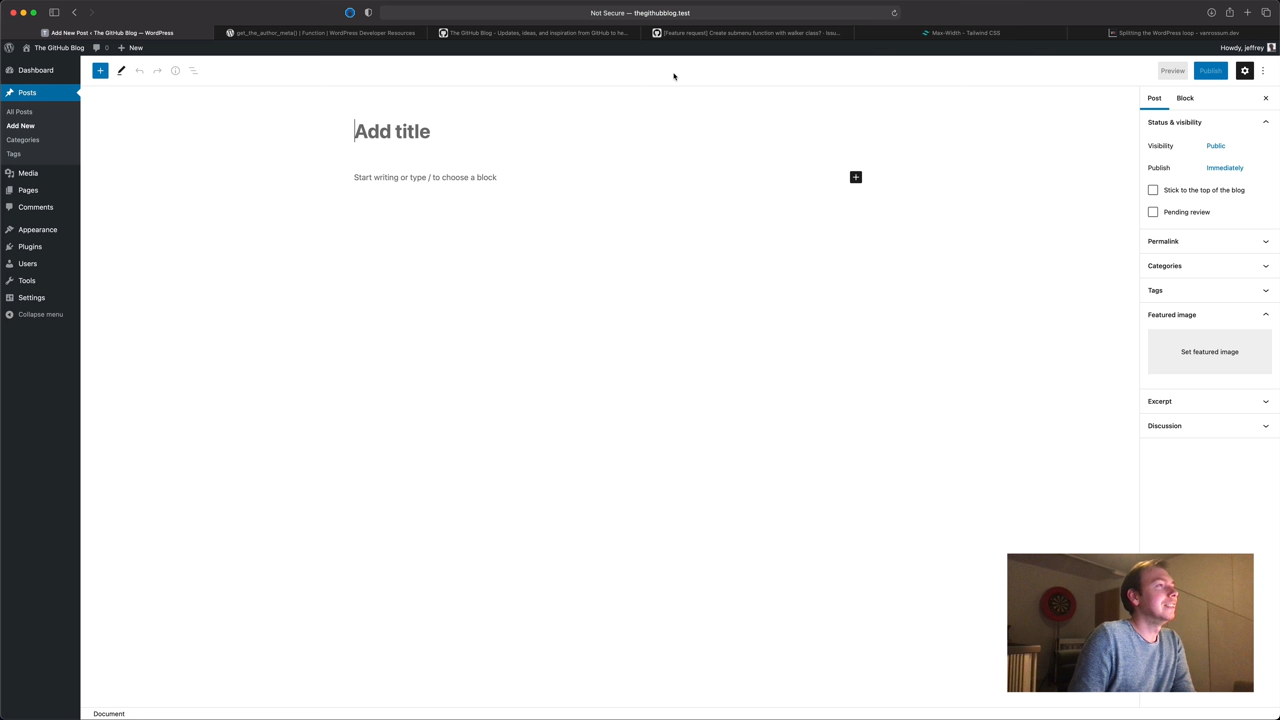 Not Secure — thegithubblog.test
Add New Post ‹ The GitHub Blog — WordPress
get_the_author_meta() | Function | WordPress Developer Resources
The GitHub Blog - Updates, ideas, and inspiration from GitHub to he...
[Feature request] Create submenu function with walker class? · Issu...
Max-Width - Tailwind CSS
Splitting the WordPress loop - vanrossum.dev
The GitHub Blog
0
New
Howdy, jeffrey
Dashboard
Posts
All Posts
Add New
Categories
Tags
Media
Pages
Comments
Appearance
Plugins
Users
Tools
Settings
Collapse menu
Preview
Publish
Add title
Start writing or type / to choose a block
Post
Block
Status & visibility
Visibility Public
Publish Immediately
Stick to the top of the blog
Pending review
Permalink
Categories
Tags
Featured image
Set featured image
Excerpt
Discussion
Document